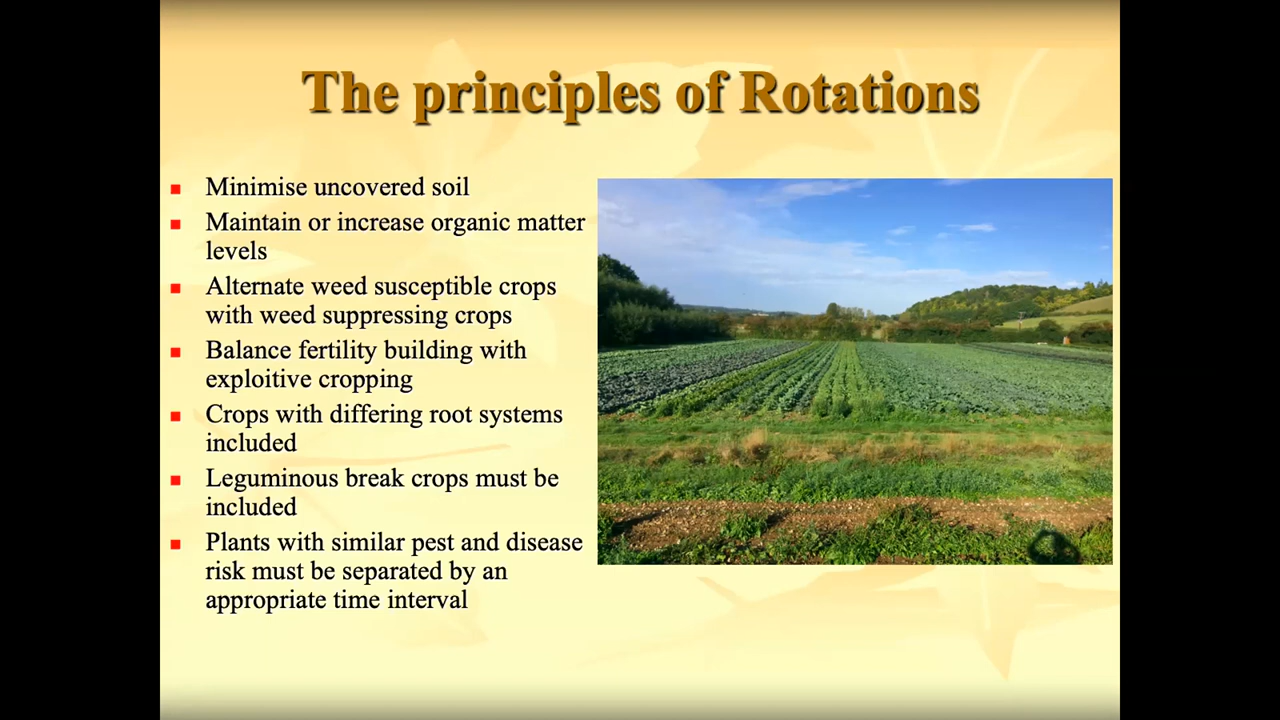 The principles of Rotations
Minimise uncovered soil
Maintain or increase organic matter
levels
Alternate weed susceptible crops
with weed suppressing crops
Balance fertility building with
exploitive cropping
Crops with differing root systems
included
Leguminous break crops must be
included
Plants with similar pest and disease
risk must be separated by an
appropriate time interval